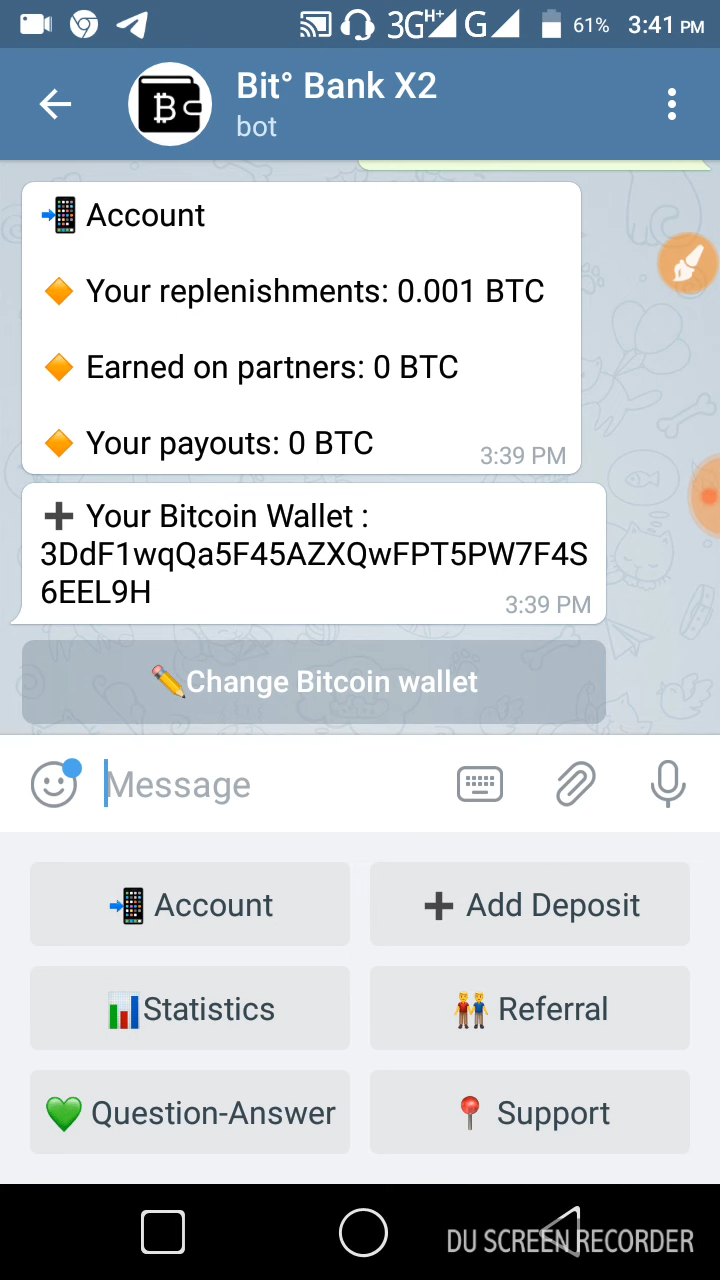 3G H+ G 61% 3:41 PM
Bit° Bank X2
bot
📲 Account
🔶 Your replenishments: 0.001 BTC
🔶 Earned on partners: 0 BTC
🔶 Your payouts: 0 BTC
3:39 PM
➕ Your Bitcoin Wallet :
3DdF1wqQa5F45AZXQwFPT5PW7F4S
6EEL9H
3:39 PM
✏️Change Bitcoin wallet
Message
📲 Account
➕ Add Deposit
📊Statistics
👬 Referral
💚 Question-Answer
📍 Support
DU SCREEN RECORDER